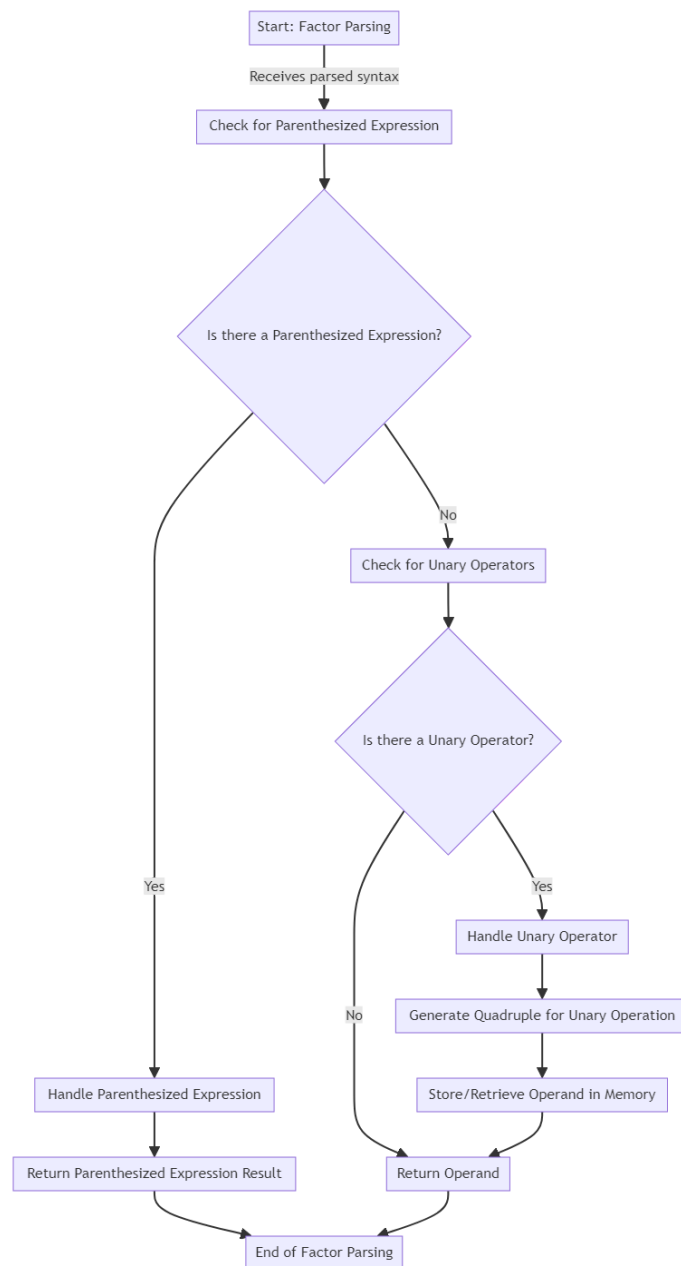 Start: Factor Parsing
Receives parsed syntax
Check for Parenthesized Expression
Is there a Parenthesized Expression?
No
Check for Unary Operators
Is there a Unary Operator?
Yes
Yes
Handle Unary Operator
No
Generate Quadruple for Unary Operation
Handle Parenthesized Expression
Store/Retrieve Operand in Memory
Return Parenthesized Expression Result
Return Operand
End of Factor Parsing